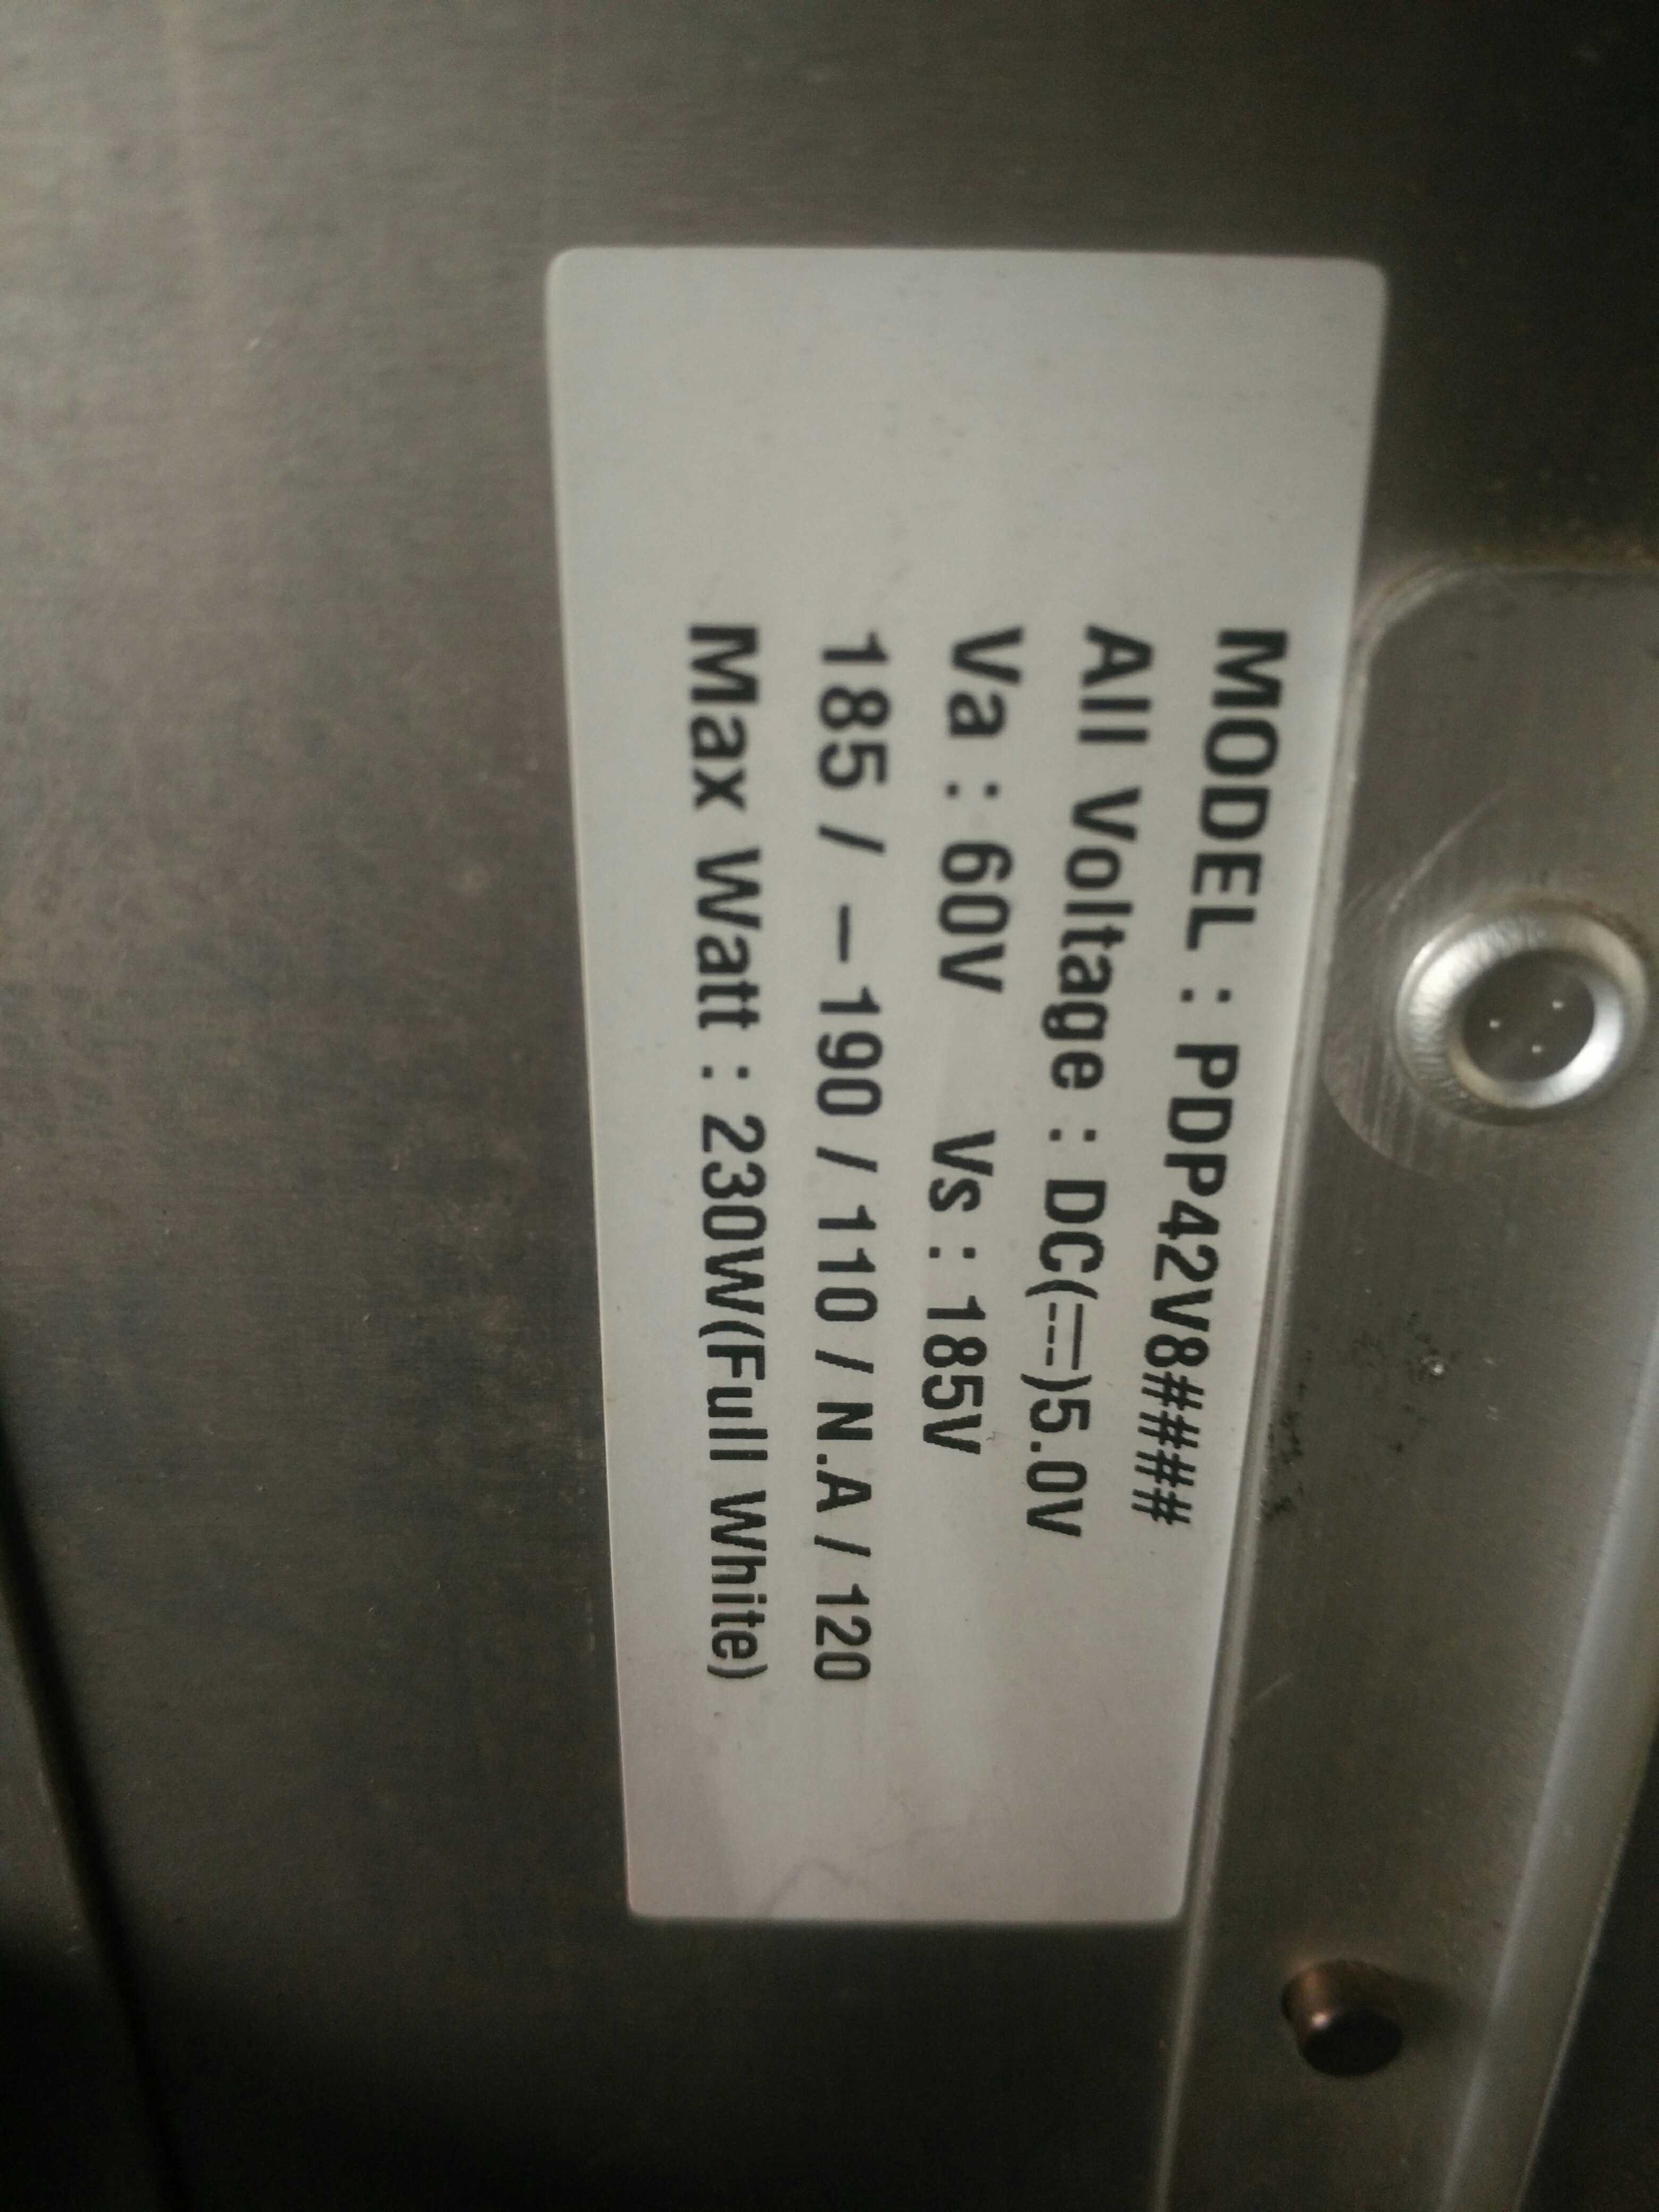 MODEL : PDP42V8####
All Voltage : DC(⎓)5.0V
Va : 60V Vs : 185V
185 / -190 / 110 / N.A / 120
Max Watt : 230W(Full White)